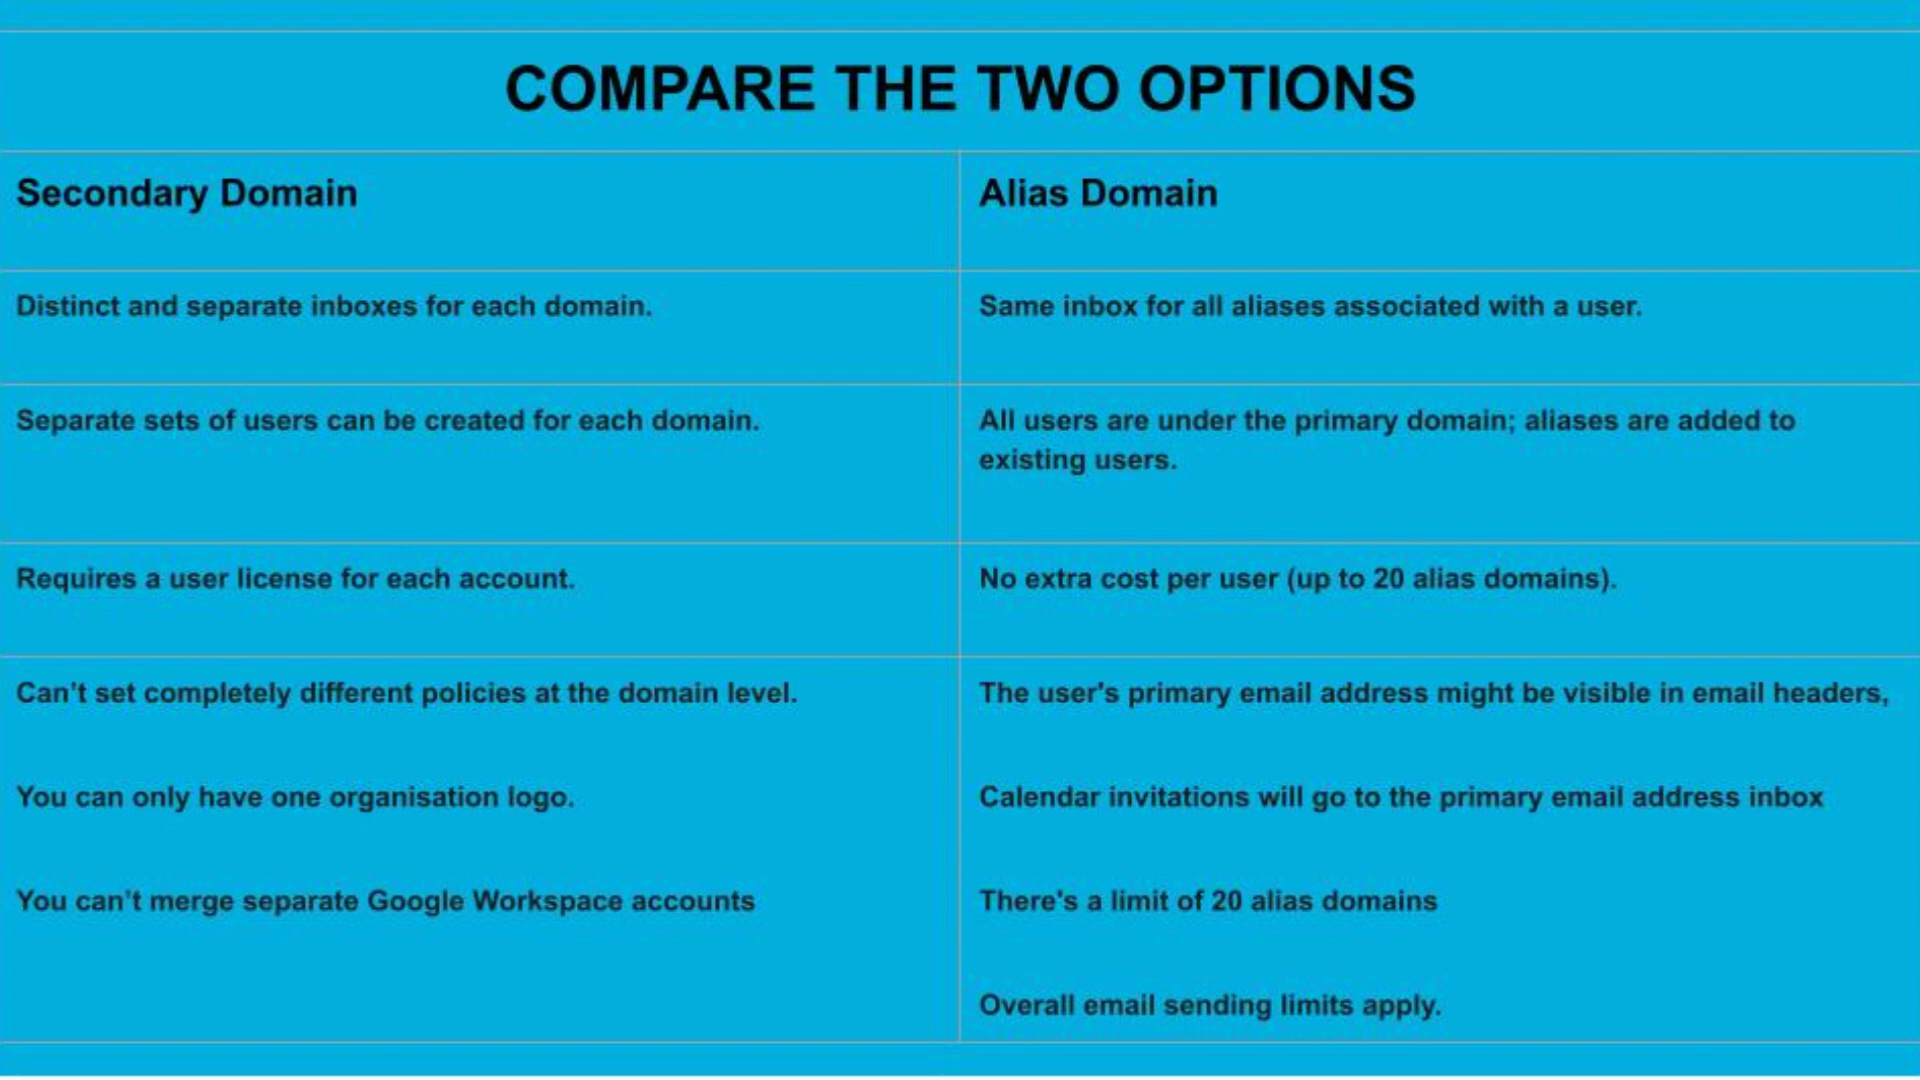 COMPARE THE TWO OPTIONS
Secondary Domain
Alias Domain
Distinct and separate inboxes for each domain.
Same inbox for all aliases associated with a user.
Separate sets of users can be created for each domain.
All users are under the primary domain; aliases are added to
existing users.
Requires a user license for each account.
No extra cost per user (up to 20 alias domains).
Can't set completely different policies at the domain level.
You can only have one organisation logo.
You can't merge separate Google Workspace accounts
The user's primary email address might be visible in email headers,
Calendar invitations will go to the primary email address inbox
There's a limit of 20 alias domains
Overall email sending limits apply.